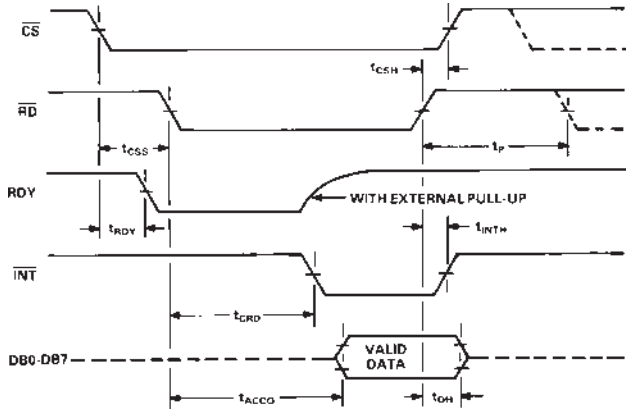 CS
tCSH
RD
tCSS
tP
RDY
WITH EXTERNAL PULL-UP
tRDY
tINTH
INT
tCRD
DB0-DB7
VALID
DATA
tACC0
tDH